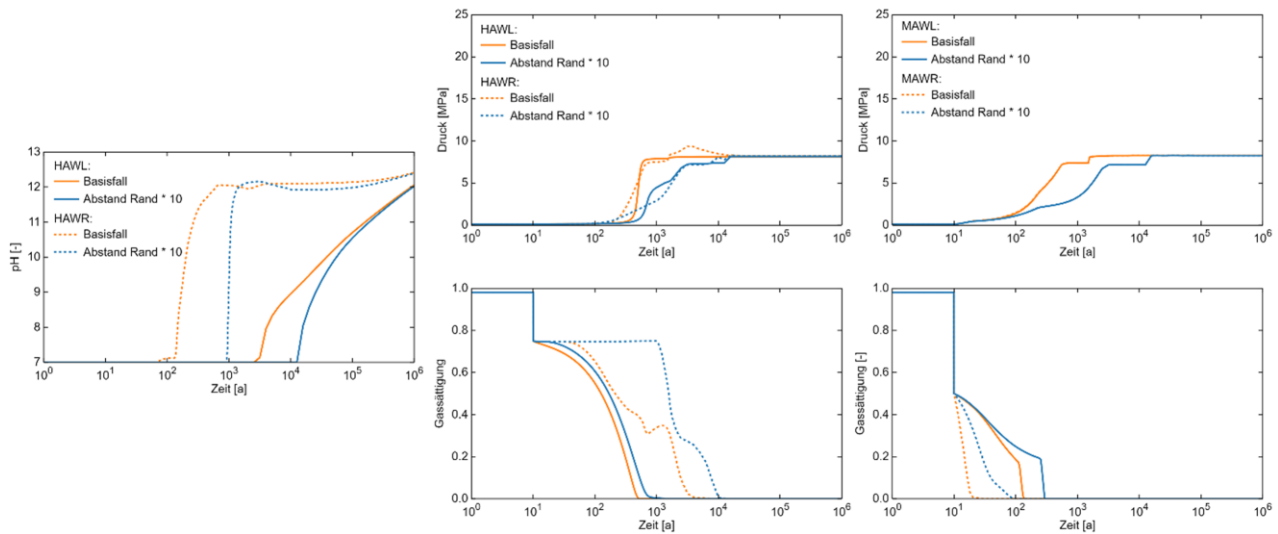 HAWL:
Basisfall
Abstand Rand * 10
HAWR:
Basisfall
Abstand Rand * 10
pH [-]
13
12
11
10
9
8
7
10^0 10^1 10^2 10^3 10^4 10^5 10^6
Zeit [a]
HAWL:
Basisfall
Abstand Rand * 10
HAWR:
Basisfall
Abstand Rand * 10
Druck [MPa]
25
20
15
10
5
0
10^0 10^1 10^2 10^3 10^4 10^5 10^6
Zeit [a]
MAWL:
Basisfall
Abstand Rand * 10
MAWR:
Basisfall
Abstand Rand * 10
Druck [MPa]
25
20
15
10
5
0
10^0 10^1 10^2 10^3 10^4 10^5 10^6
Zeit [a]
Gassättigung
1.0
0.8
0.6
0.4
0.2
0.0
10^0 10^1 10^2 10^3 10^4 10^5 10^6
Zeit [a]
Gassättigung [-]
1.0
0.8
0.6
0.4
0.2
0.0
10^0 10^1 10^2 10^3 10^4 10^5 10^6
Zeit [a]